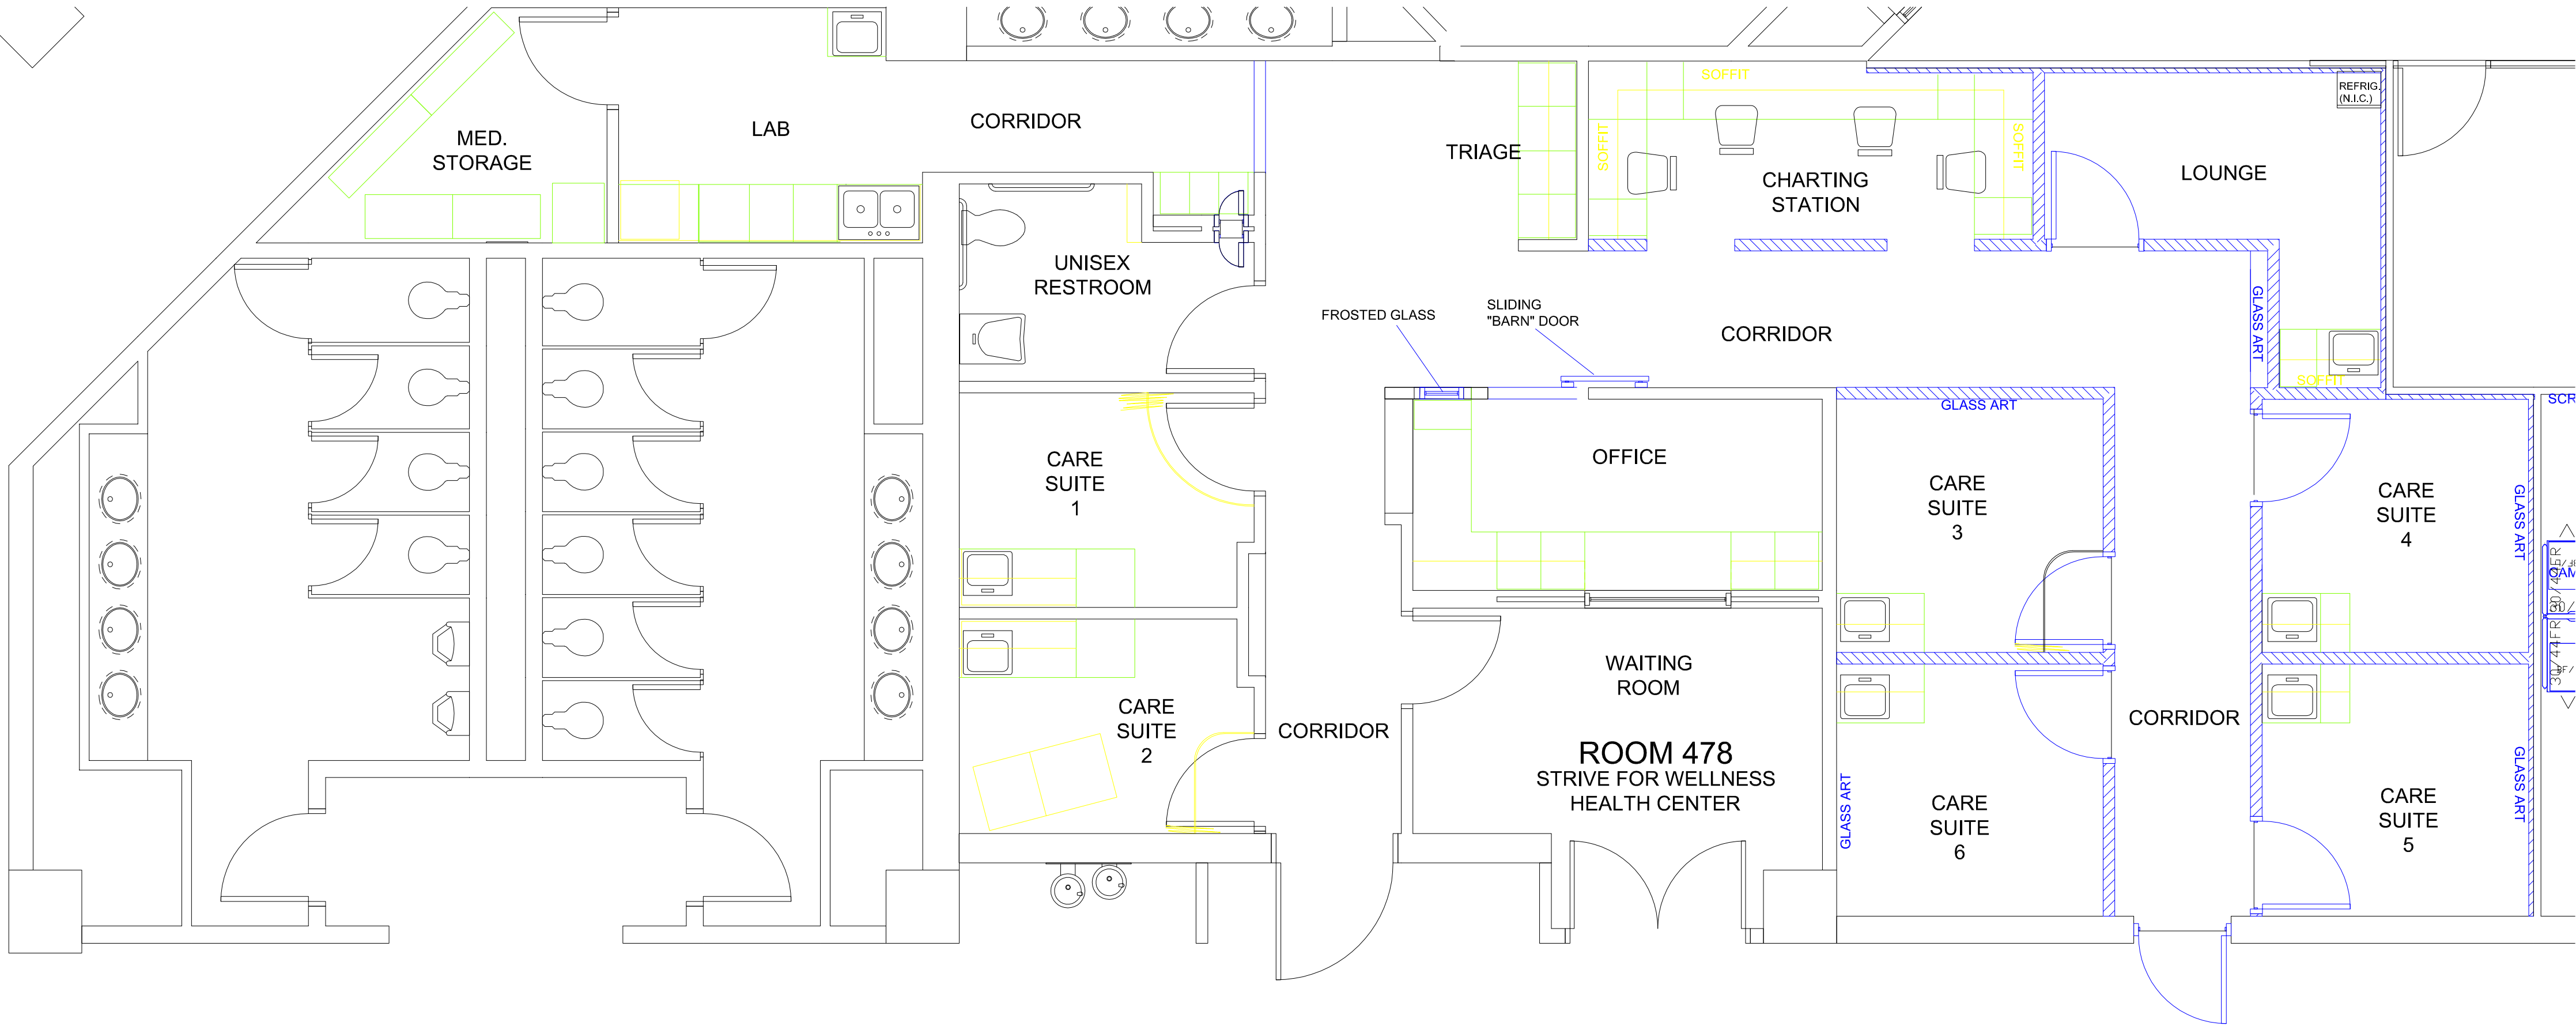 SOFFIT
REFRIG.
(N.I.C.)
MED.
STORAGE
LAB
CORRIDOR
TRIAGE
SOFFIT
SOFFIT
CHARTING
STATION
LOUNGE
UNISEX
RESTROOM
FROSTED GLASS
SLIDING
"BARN" DOOR
CORRIDOR
GLASS ART
SOFFIT
GLASS ART
SCR
CARE
SUITE
1
OFFICE
CARE
SUITE
3
CARE
SUITE
4
GLASS ART
WAITING
ROOM
CARE
SUITE
2
CORRIDOR
CORRIDOR
ROOM 478
STRIVE FOR WELLNESS
HEALTH CENTER
GLASS ART
CARE
SUITE
6
CARE
SUITE
5
GLASS ART
30/44FR